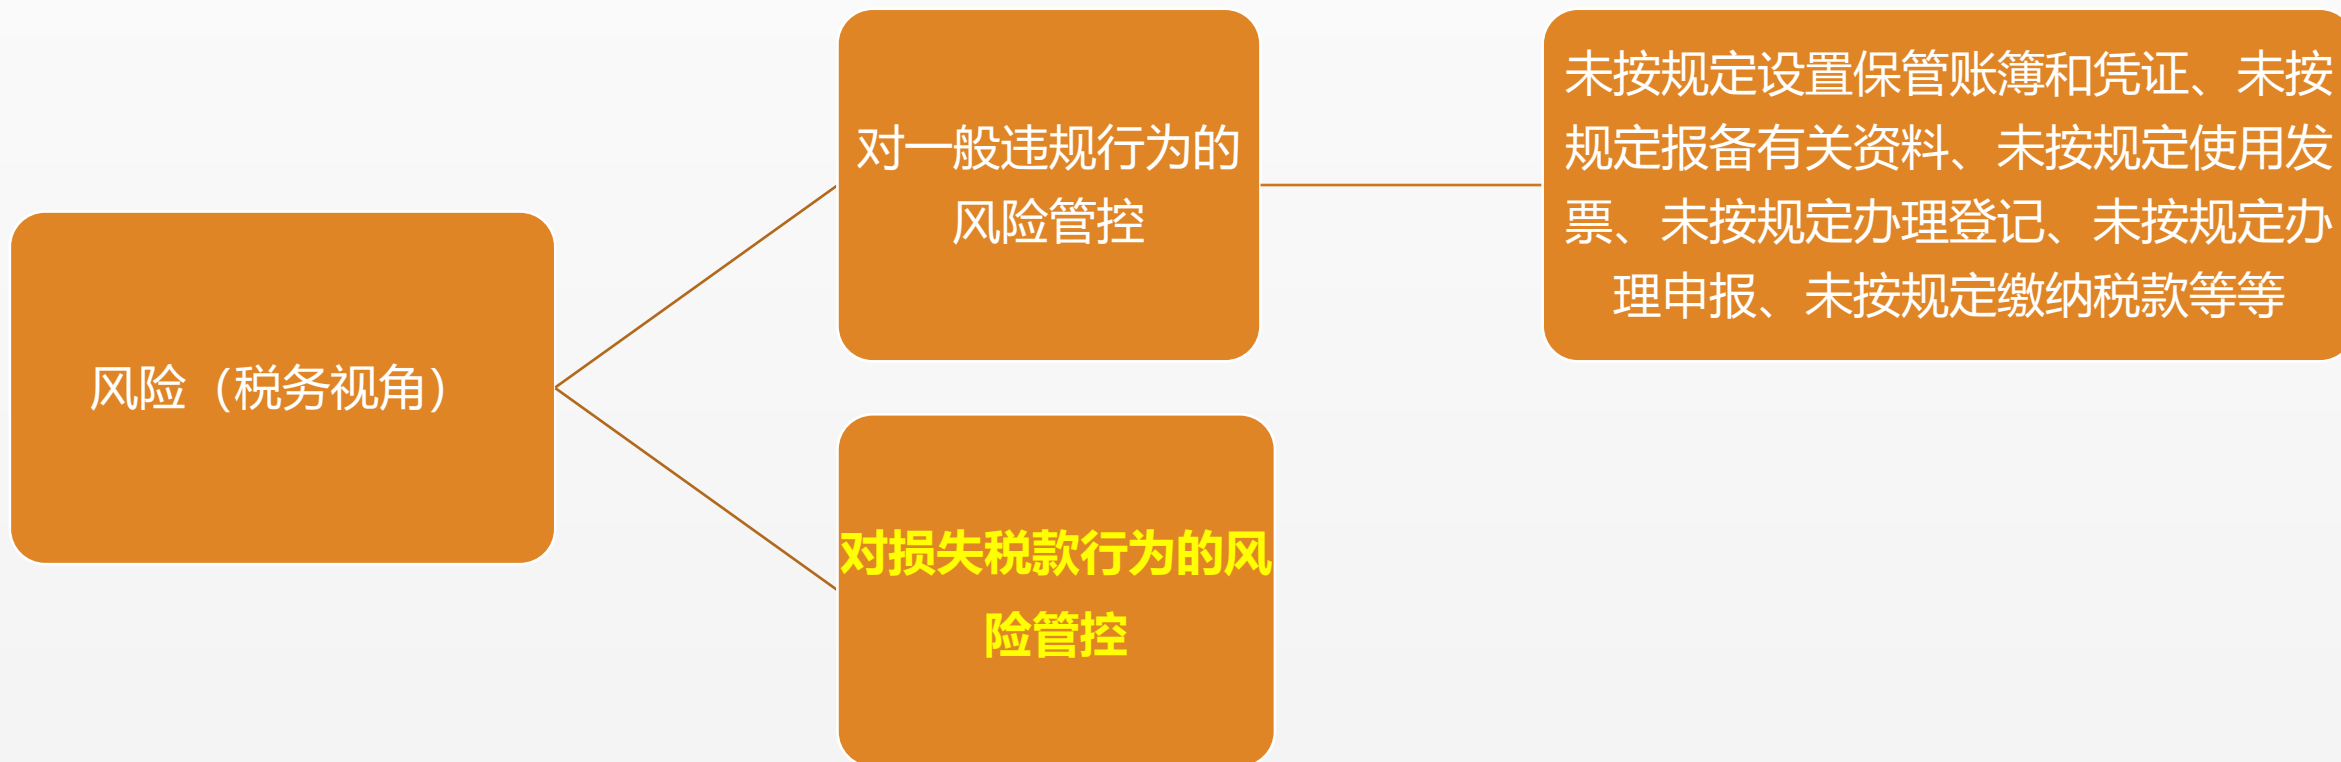 风险（税务视角）
对一般违规行为的
风险管控
未按规定设置保管账簿和凭证、未按
规定报备有关资料、未按规定使用发
票、未按规定办理登记、未按规定办
理申报、未按规定缴纳税款等等
对损失税款行为的风
险管控